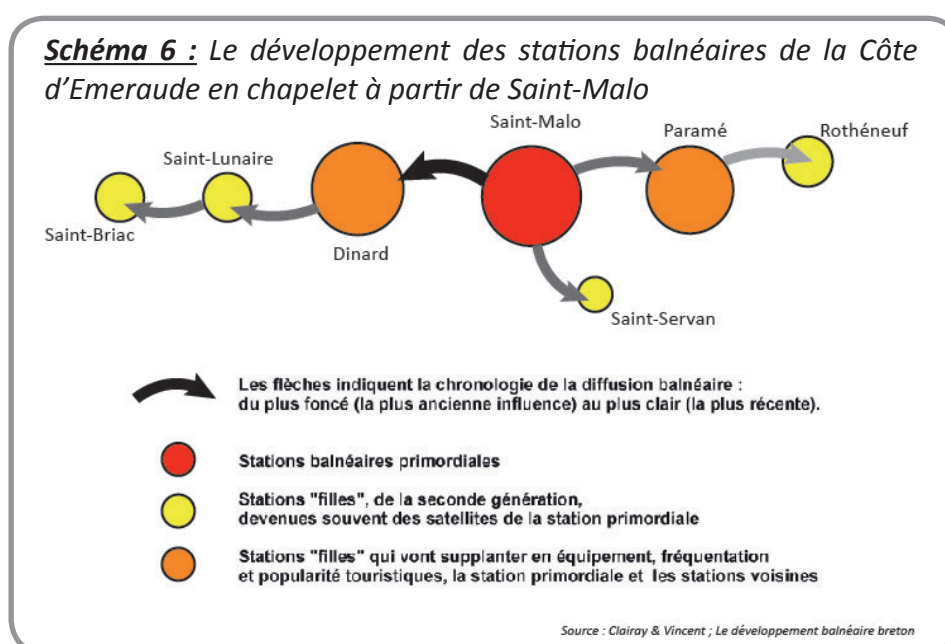 Schéma 6 : Le développement des stations balnéaires de la Côte
d'Emeraude en chapelet à partir de Saint-Malo
Saint-Malo
Paramé
Rothéneuf
Saint-Lunaire
Saint-Briac
Dinard
Saint-Servan
Les flèches indiquent la chronologie de la diffusion balnéaire :
du plus foncé (la plus ancienne influence) au plus clair (la plus récente).
Stations balnéaires primordiales
Stations "filles", de la seconde génération,
devenues souvent des satellites de la station primordiale
Stations "filles" qui vont supplanter en équipement, fréquentation
et popularité touristiques, la station primordiale et les stations voisines
Source : Clairay & Vincent ; Le développement balnéaire breton